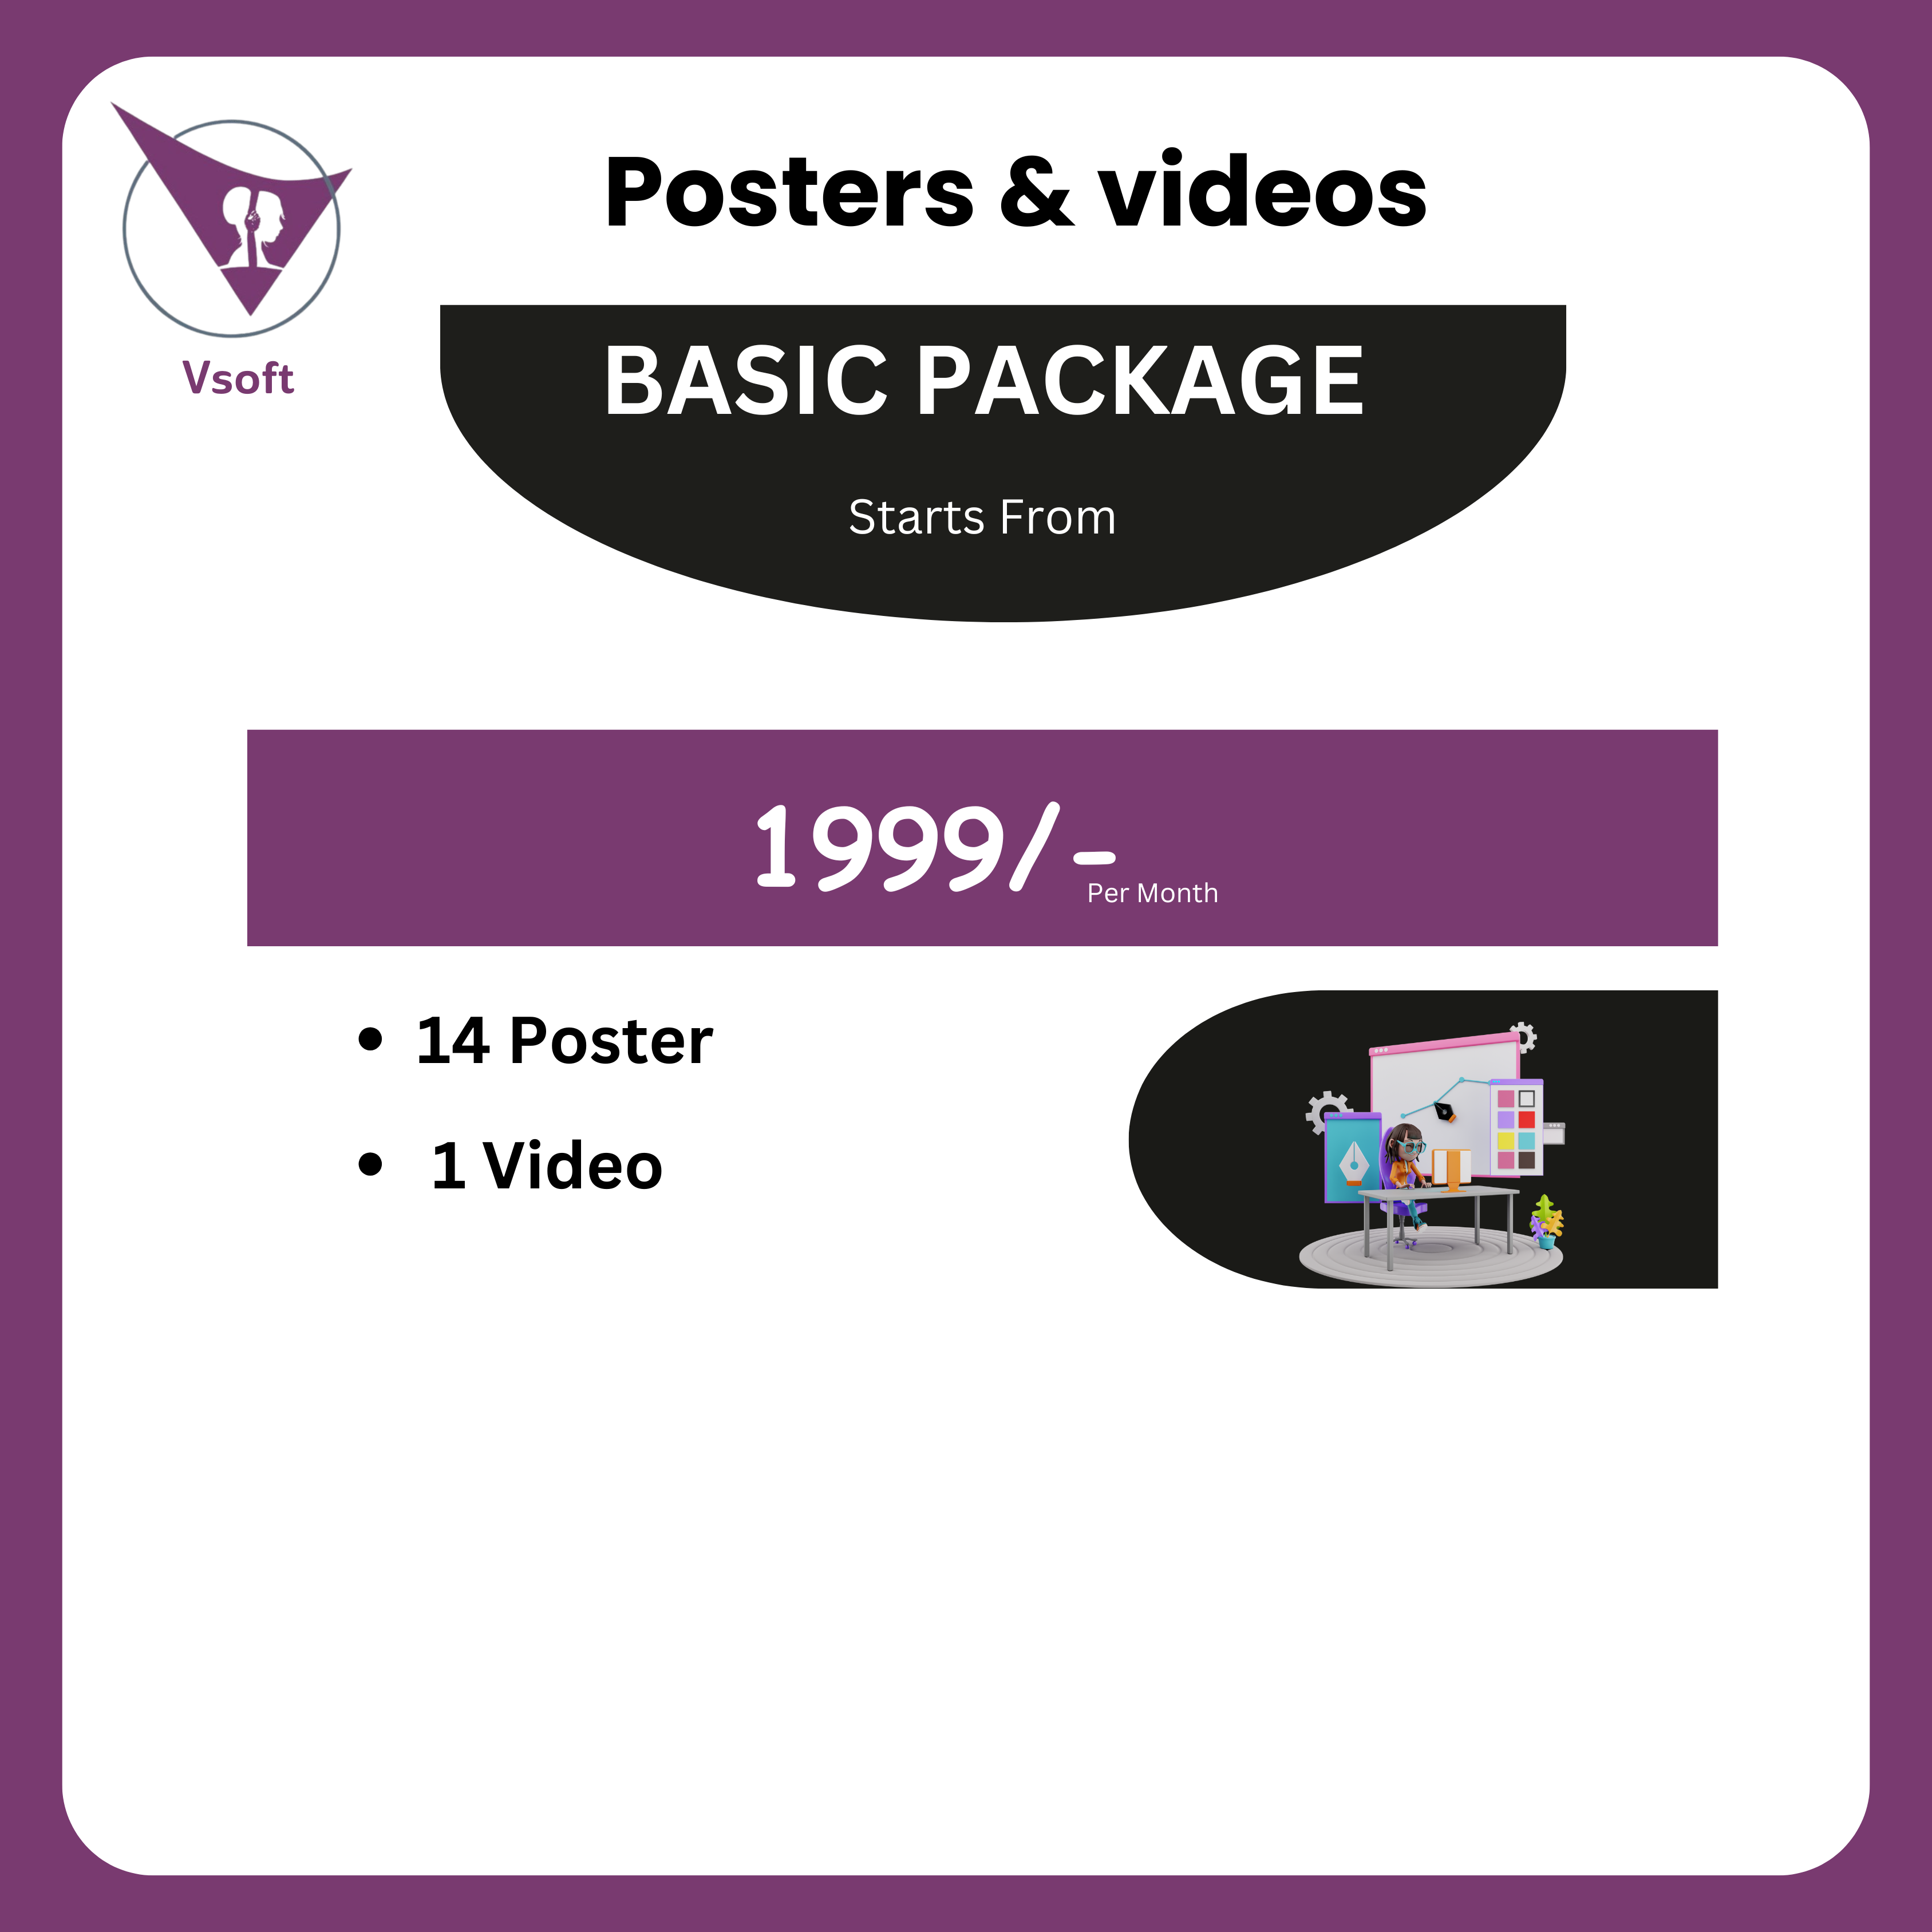 Posters & videos
Vsoft
BASIC PACKAGE
Starts From
1999/-
Per Month
• 14 Poster
• 1 Video